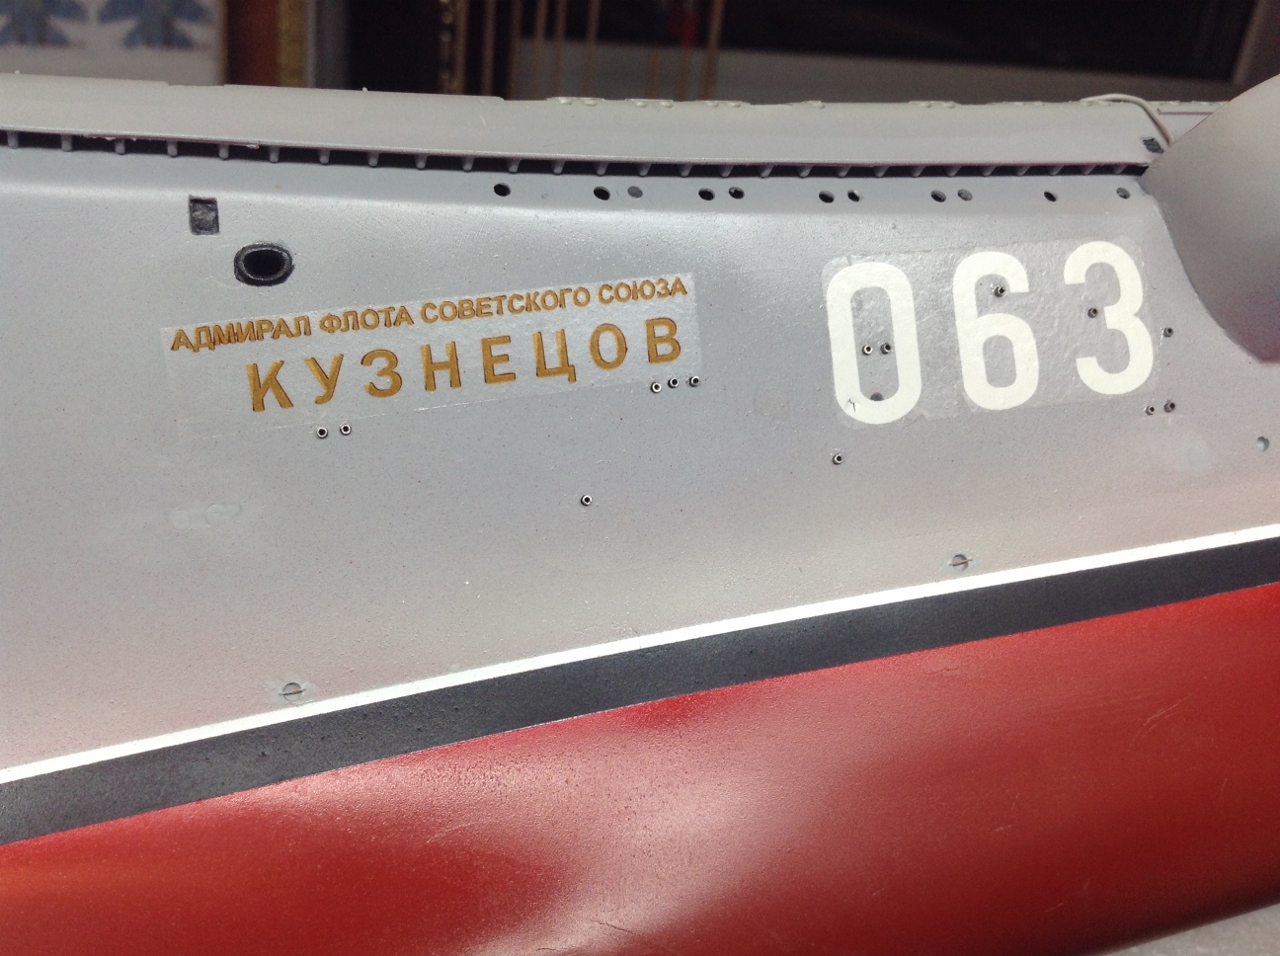 АДМИРАЛ ФЛОТА СОВЕТСКОГО СОЮЗА
КУЗНЕЦОВ
063